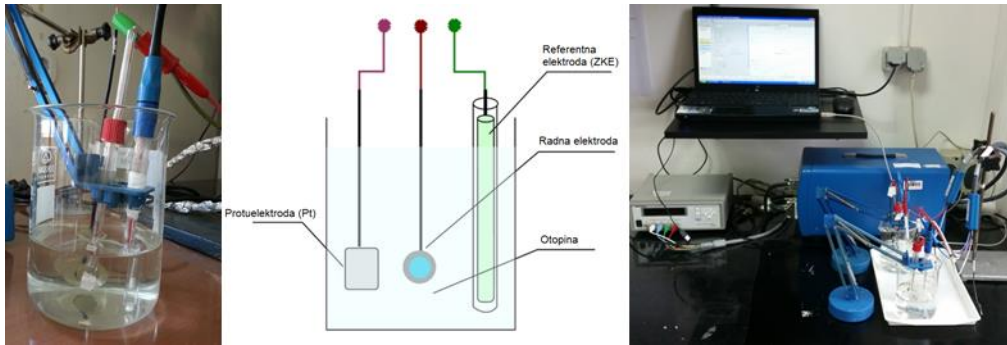 Referentna
elektroda (ZKE)
Radna elektroda
Protuelektroda (Pt)
Otopina